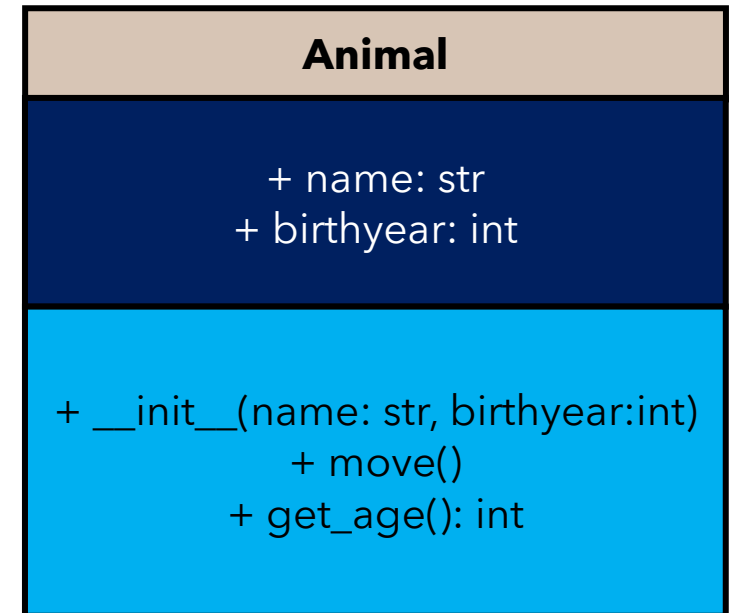 Animal
+ name: str
+ birthyear: int
+ __init__(name: str, birthyear:int)
+ move()
+ get_age(): int